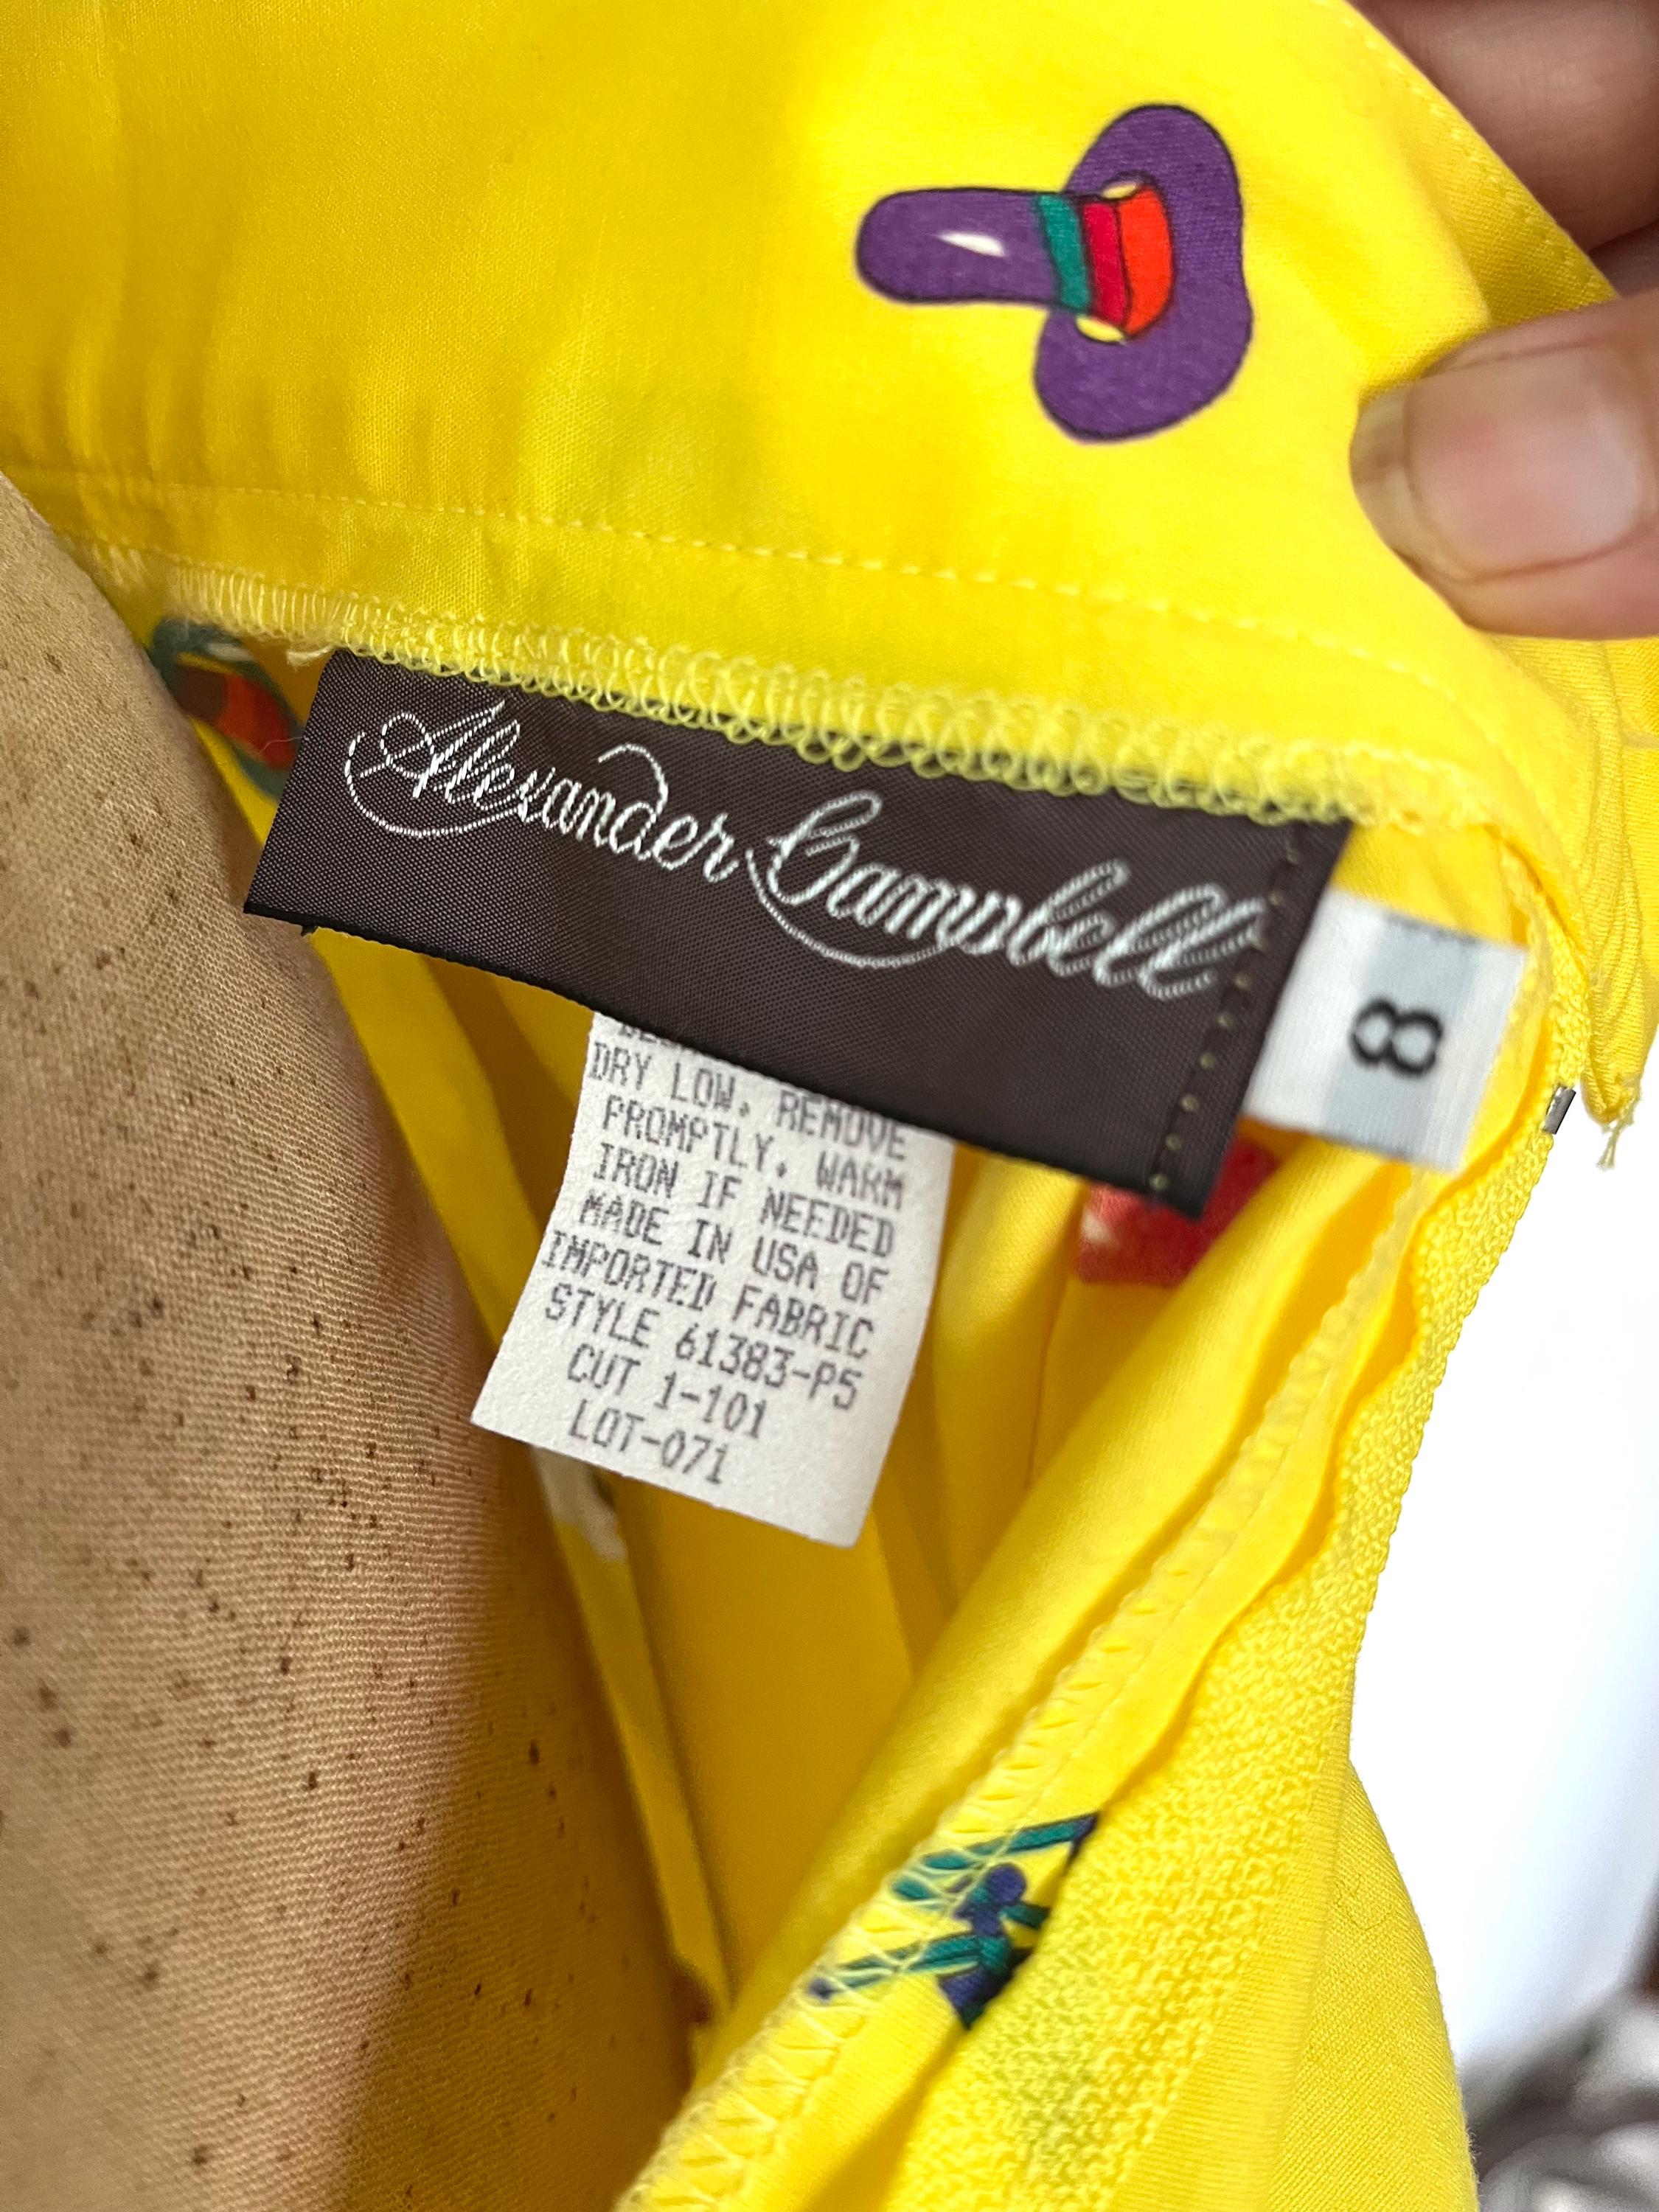 Alexander Campbell
8
DRY LOW. REMOVE
PROMPTLY. WARM
IRON IF NEEDED
MADE IN USA OF
IMPORTED FABRIC
STYLE 61383-P5
CUT 1-101
LOT-071